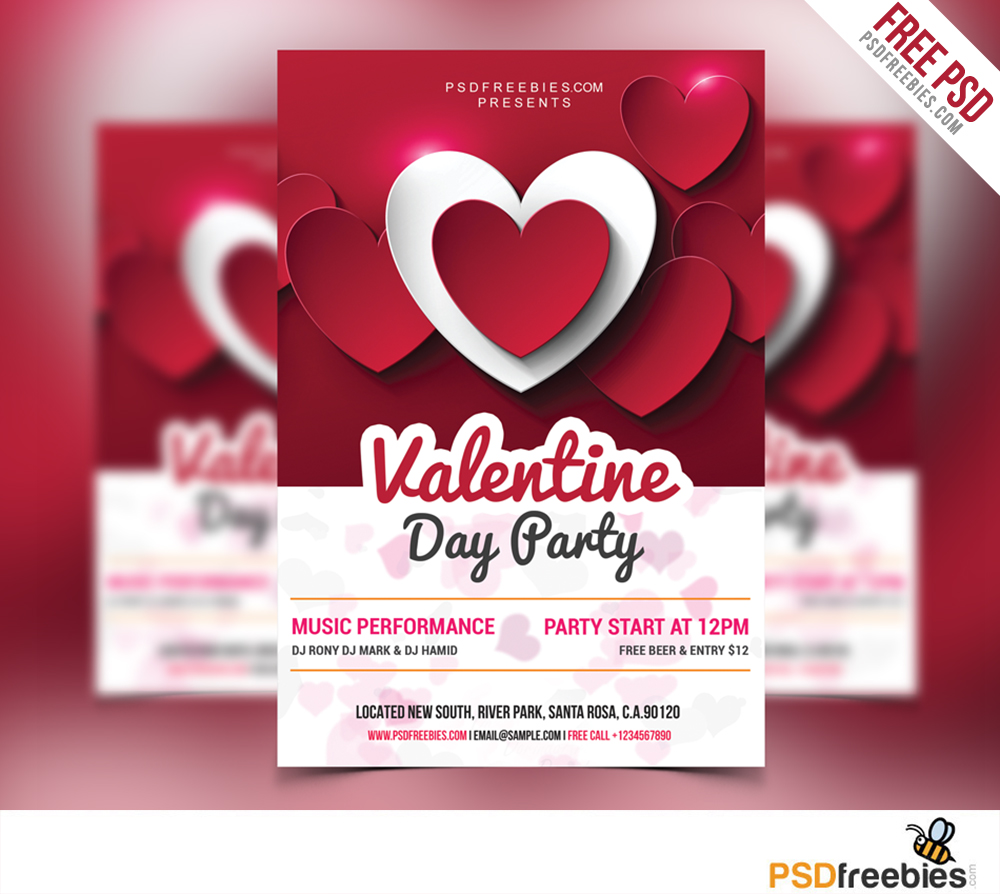 FREE PSD
PSDFREEBIES.COM
PSDFREEBIES.COM
PRESENTS
Valentine
Day Party
MUSIC PERFORMANCE
PARTY START AT 12PM
DJ RONY DJ MARK & DJ HAMID
FREE BEER & ENTRY $12
LOCATED NEW SOUTH, RIVER PARK, SANTA ROSA, C.A.90120
WWW.PSDFREEBIES.COM I EMAIL@SAMPLE.COM I FREE CALL +1234567890
PSDfreebies.com